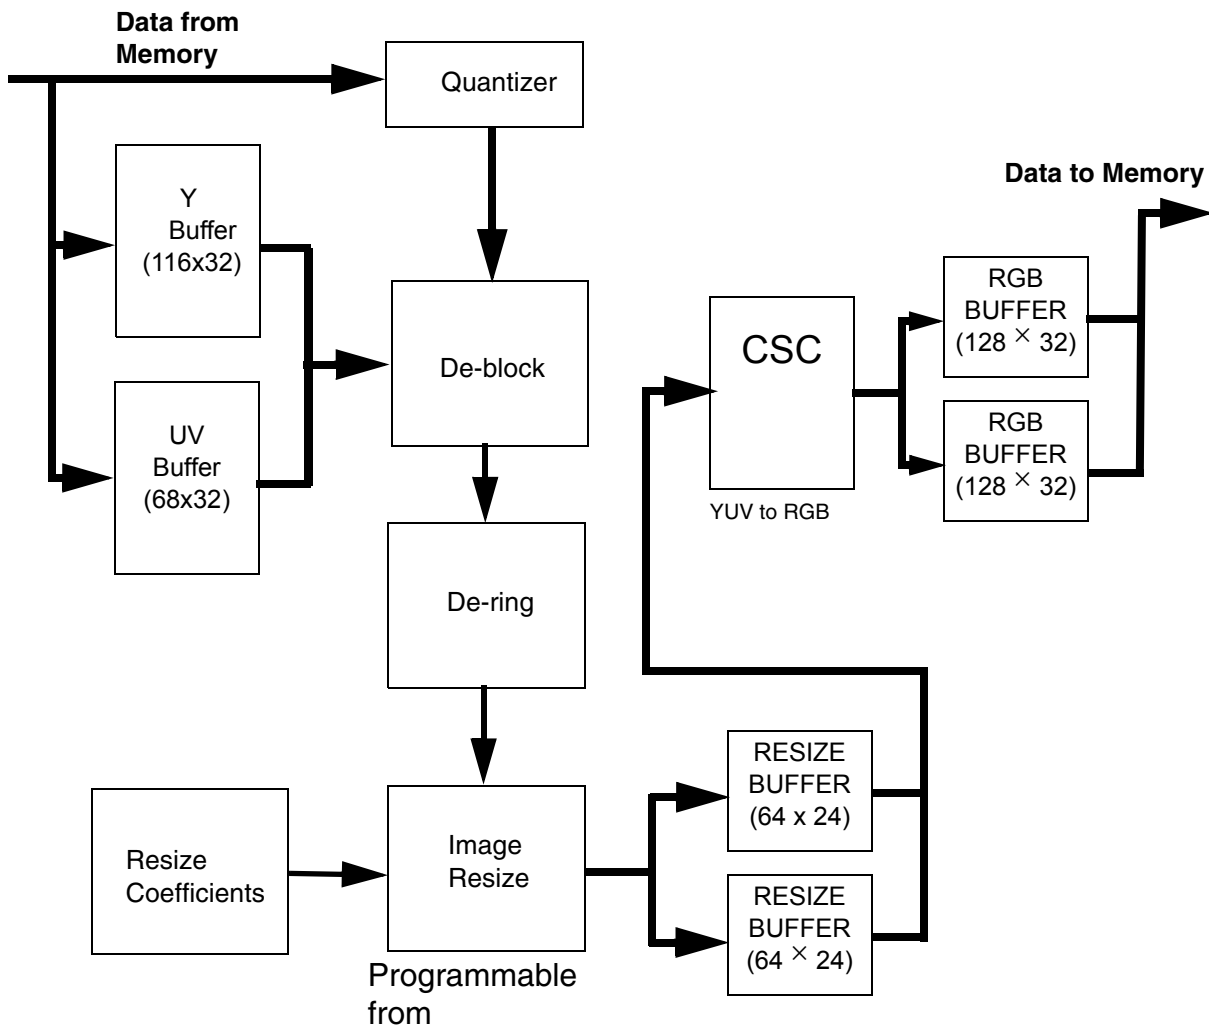 Data from
Memory
Quantizer
Y
Buffer
(116x32)
UV
Buffer
(68x32)
De-block
De-ring
Resize
Coefficients
Image
Resize
Programmable
from
RESIZE
BUFFER
(64 x 24)
RESIZE
BUFFER
(64 × 24)
CSC
YUV to RGB
RGB
BUFFER
(128 × 32)
RGB
BUFFER
(128 × 32)
Data to Memory